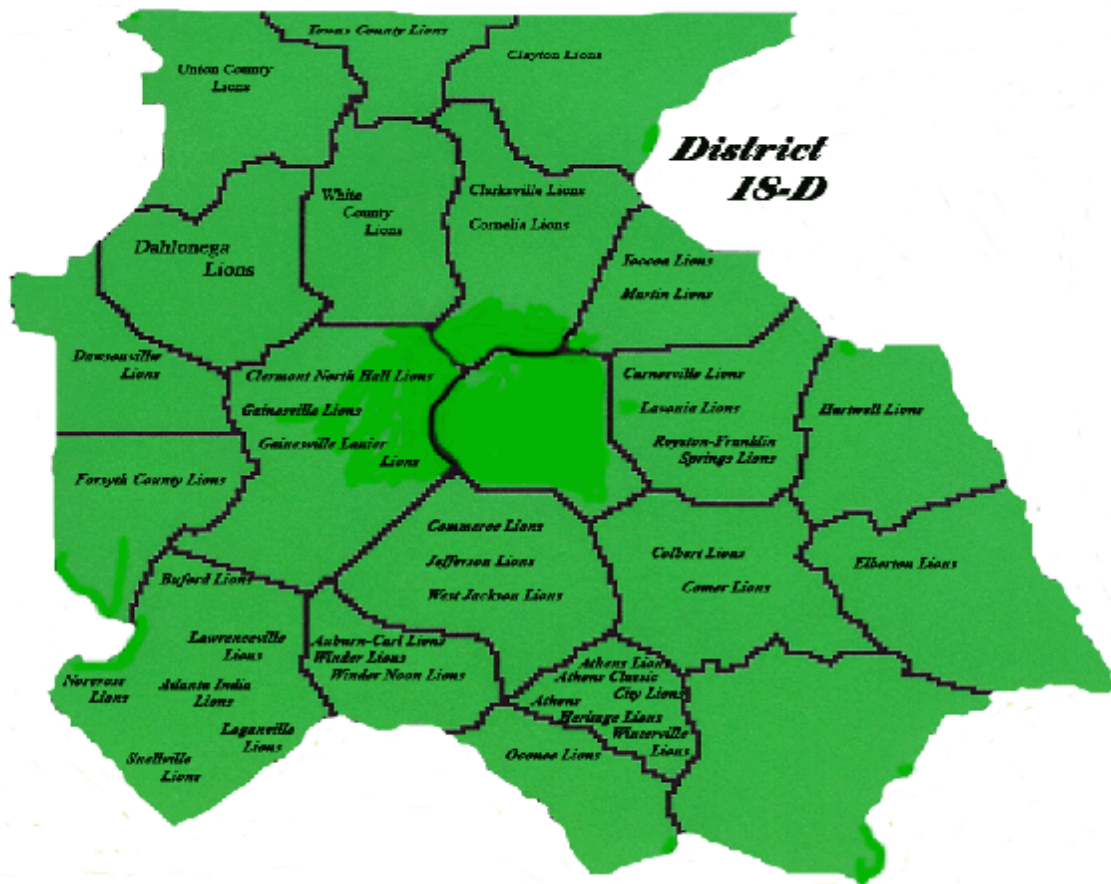 Towns County Lions
Clayton Lions
Union County
Lions
District
18-D
White
County
Lions
Clarksville Lions
Cornelia Lions
Dahlonega
Lions
Toccoa Lions
Martin Lions
Dawsonville
Lions
Clermont North Hall Lions
Gainesville Lions
Gainesville Lanier
Lions
Carnesville Lions
Lavonia Lions
Royston-Franklin
Springs Lions
Hartwell Lions
Forsyth County Lions
Commerce Lions
Jefferson Lions
West Jackson Lions
Colbert Lions
Comer Lions
Elberton Lions
Buford Lions
Lawrenceville
Lions
Norcross
Lions
Atlanta India
Lions
Loganville
Lions
Snellville
Lions
Auburn-Carl Lions
Winder Lions
Winder Noon Lions
Athens Lions
Athens Classic
City Lions
Athens
Heritage Lions
Winterville
Lions
Oconee Lions